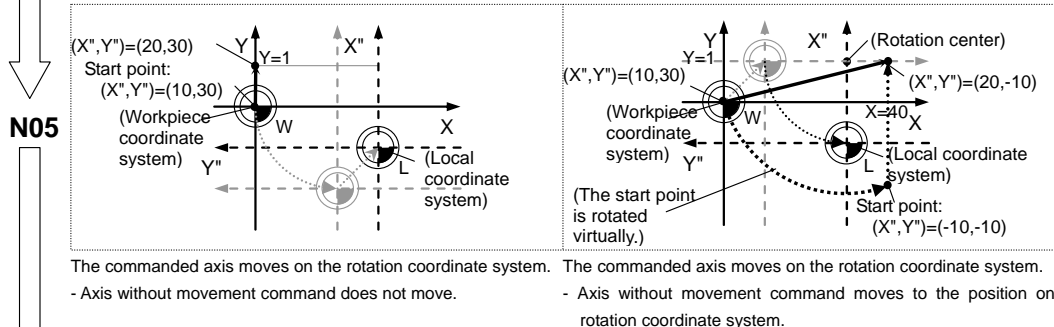 N05
(X",Y")=(20,30)
Y
Y=1
X"
Start point:
(X",Y")=(10,30)
(Workpiece
coordinate
system)
W
X
Y"
L
(Local
coordinate
system)
The commanded axis moves on the rotation coordinate system.
- Axis without movement command does not move.
Y
Y=1
X"
(Rotation center)
(X",Y")=(10,30)
(X",Y")=(20,-10)
(Workpiece
coordinate
system)
W
X=40
X
Y"
L
(Local coordinate
system)
(The start point
is rotated
virtually.)
Start point:
(X",Y")=(-10,-10)
The commanded axis moves on the rotation coordinate system.
- Axis without movement command moves to the position on
rotation coordinate system.